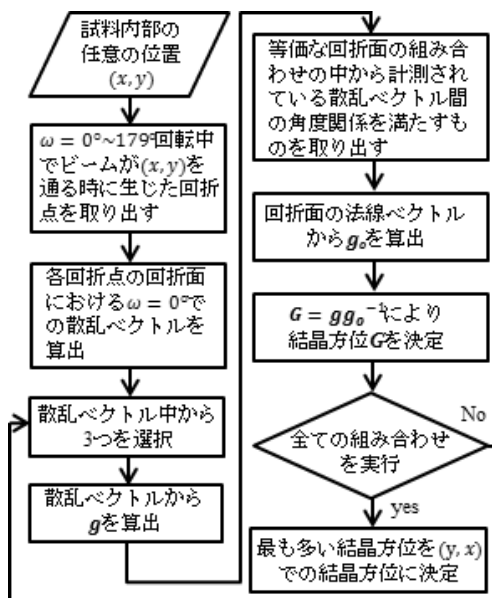 試料内部の
任意の位置
(x, y)
ω = 0°~179°回転中
でビームが(x, y)を
通る時に生じた回折
点を取り出す
各回折点の回折面
におけるω = 0°で
の散乱ベクトルを
算出
散乱ベクトル中から
3つを選択
散乱ベクトルから
gを算出
等価な回折面の組み合
わせの中から計測され
ている散乱ベクトル間
の角度関係を満たすも
のを取り出す
回折面の法線ベクトル
からg₀を算出
G = gg₀⁻¹により
結晶方位Gを決定
No
全ての組み合わせ
を実行
yes
最も多い結晶方位を(y, x)
での結晶方位に決定